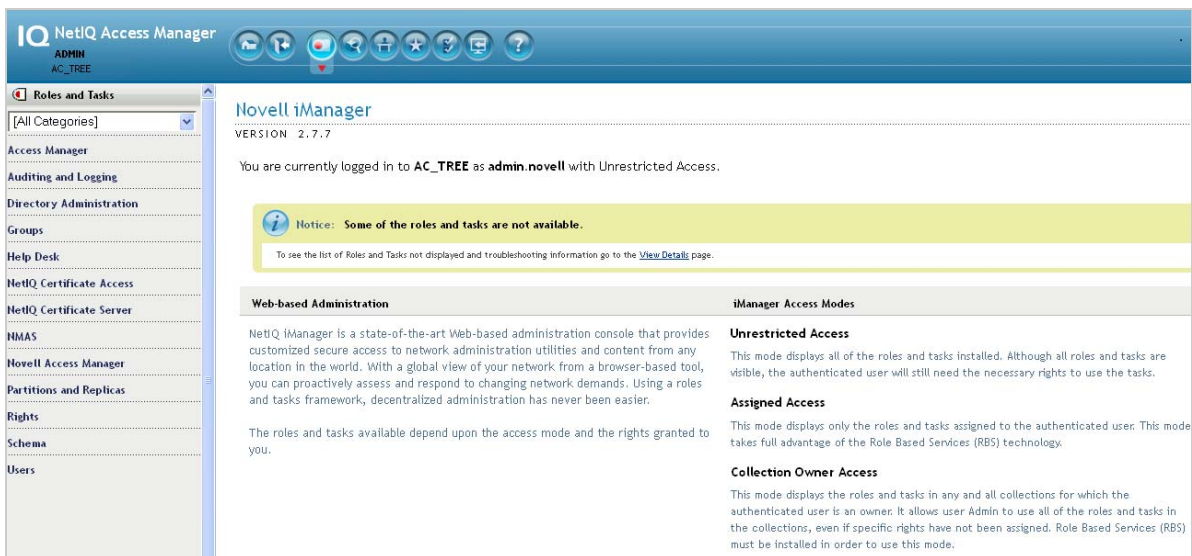 NetIQ Access Manager
ADMIN
AC_TREE
Roles and Tasks
[All Categories]
Access Manager
Auditing and Logging
Directory Administration
Groups
Help Desk
NetIQ Certificate Access
NetIQ Certificate Server
NMAS
Novell Access Manager
Partitions and Replicas
Rights
Schema
Users
Novell iManager
VERSION 2.7.7
You are currently logged in to AC_TREE as admin.novell with Unrestricted Access.
Notice: Some of the roles and tasks are not available.
To see the list of Roles and Tasks not displayed and troubleshooting information go to the View Details page.
Web-based Administration
NetIQ iManager is a state-of-the-art Web-based administration console that provides
customized secure access to network administration utilities and content from any
location in the world. With a global view of your network from a browser-based tool,
you can proactively assess and respond to changing network demands. Using a roles
and tasks framework, decentralized administration has never been easier.
The roles and tasks available depend upon the access mode and the rights granted to
you.
iManager Access Modes
Unrestricted Access
This mode displays all of the roles and tasks installed. Although all roles and tasks are
visible, the authenticated user will still need the necessary rights to use the tasks.
Assigned Access
This mode displays only the roles and tasks assigned to the authenticated user. This mode
takes full advantage of the Role Based Services (RBS) technology.
Collection Owner Access
This mode displays the roles and tasks in any and all collections for which the
authenticated user is an owner. It allows user Admin to use all of the roles and tasks in
the collections, even if specific rights have not been assigned. Role Based Services (RBS)
must be installed in order to use this mode.